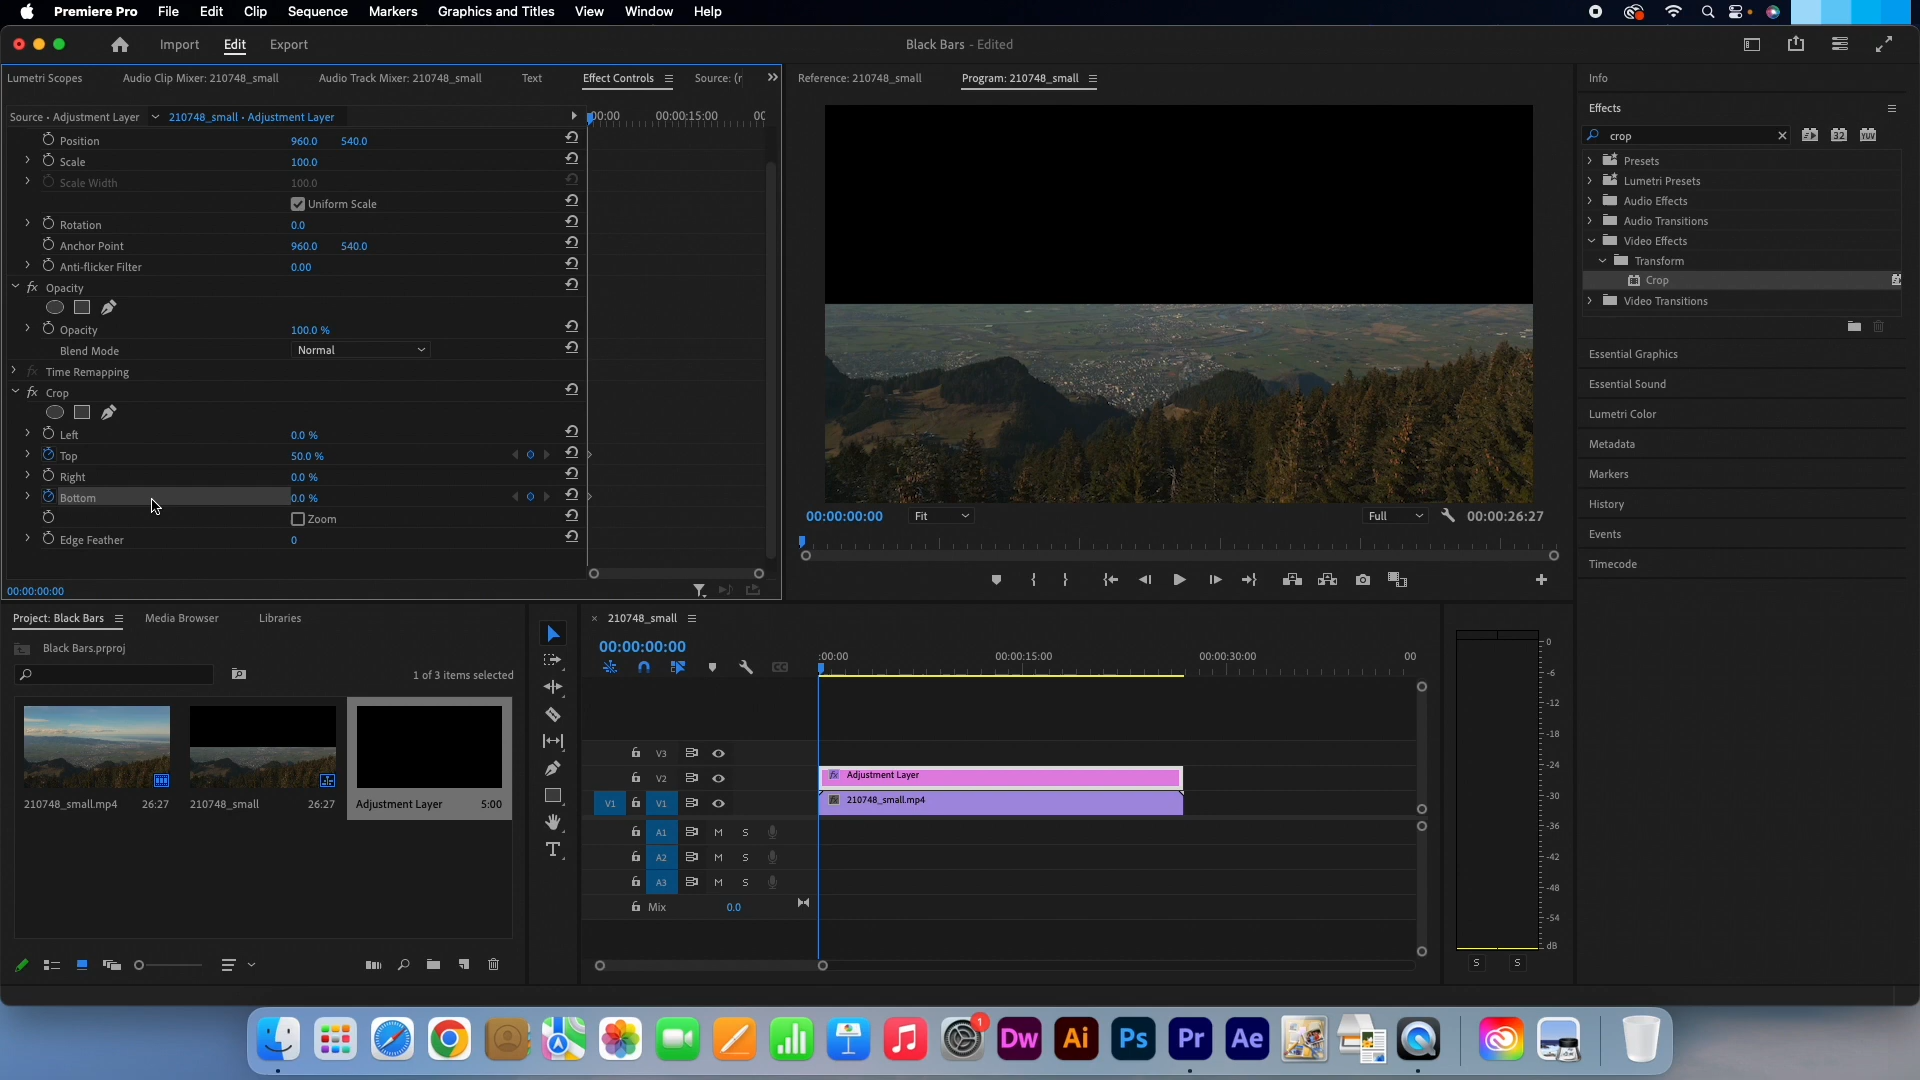 Premiere Pro File Edit Clip Sequence Markers Graphics and Titles View Window Help
Import Edit Export Black Bars - Edited
Lumetri Scopes Audio Clip Mixer: 210748_small Audio Track Mixer: 210748_small Text Effect Controls Source: (r
Reference: 210748_small Program: 210748_small
Source • Adjustment Layer 210748_small • Adjustment Layer
:00:00 00:00:15:00 00
Position 960.0 540.0
Scale 100.0
Scale Width 100.0
Uniform Scale
Rotation 0.0
Anchor Point 960.0 540.0
Anti-flicker Filter 0.00
fx Opacity
Opacity 100.0 %
Blend Mode Normal
fx Time Remapping
fx Crop
Left 0.0 %
Top 50.0 %
Right 0.0 %
Bottom 0.0 %
Zoom
Edge Feather 0
00:00:00:00
00:00:00:00 Fit Full 00:00:26:27
Info
Effects
crop 32 YUV
Presets
Lumetri Presets
Audio Effects
Audio Transitions
Video Effects
Transform
Crop
Video Transitions
Essential Graphics
Essential Sound
Lumetri Color
Metadata
Markers
History
Events
Timecode
Project: Black Bars Media Browser Libraries
Black Bars.prproj
1 of 3 items selected
210748_small.mp4 26:27
210748_small 26:27
Adjustment Layer 5:00
× 210748_small
00:00:00:00
CC
:00:00 00:00:15:00 00:00:30:00 00
V3
V2 fx Adjustment Layer
V1 V1 fx 210748_small.mp4
A1 M S
A2 M S
A3 M S
Mix 0.0
0
-6
-12
-18
-24
-30
-36
-42
-48
-54
dB
S S
1
Dw Ai Ps Pr Ae